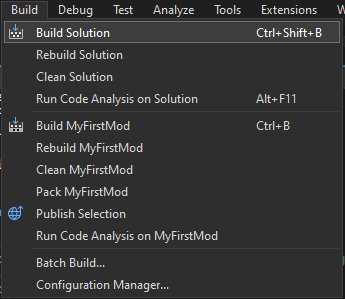 Build Debug Test Analyze Tools Extensions
Build Solution Ctrl+Shift+B
Rebuild Solution
Clean Solution
Run Code Analysis on Solution Alt+F11
Build MyFirstMod Ctrl+B
Rebuild MyFirstMod
Clean MyFirstMod
Pack MyFirstMod
Publish Selection
Run Code Analysis on MyFirstMod
Batch Build...
Configuration Manager...